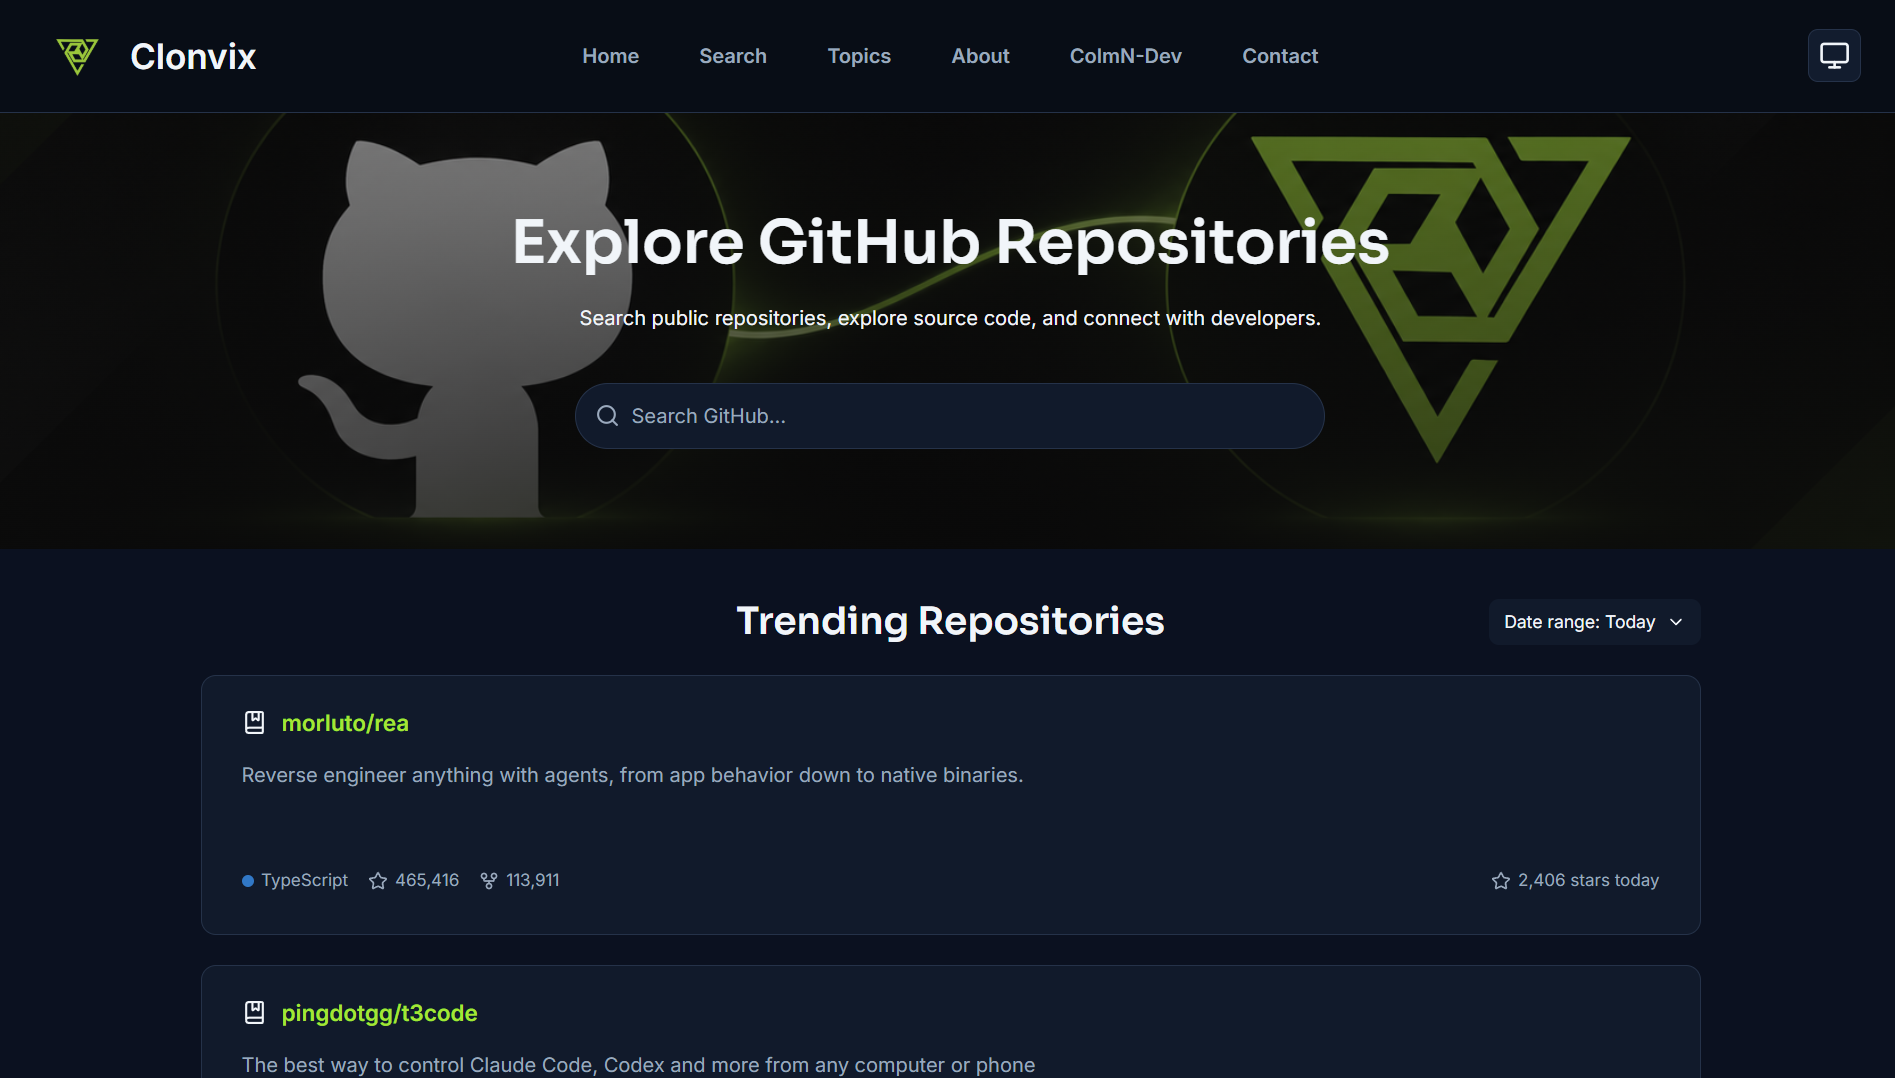 Clonvix
Home
Search
Topics
About
ColmN-Dev
Contact
Explore GitHub Repositories
Search public repositories, explore source code, and connect with developers.
Search GitHub...
Trending Repositories
Date range: Today
morluto/rea
Reverse engineer anything with agents, from app behavior down to native binaries.
TypeScript 465,416 113,911
2,406 stars today
pingdotgg/t3code
The best way to control Claude Code, Codex and more from any computer or phone